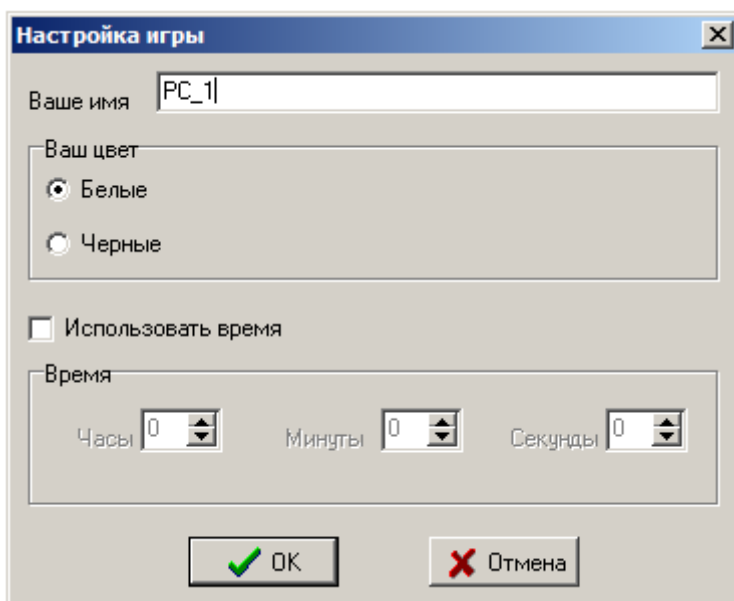 Настройка игры
Ваше имя PC_1
Ваш цвет
Белые
Черные
Использовать время
Время
Часы 0 Минуты 0 Секунды 0
OK Отмена